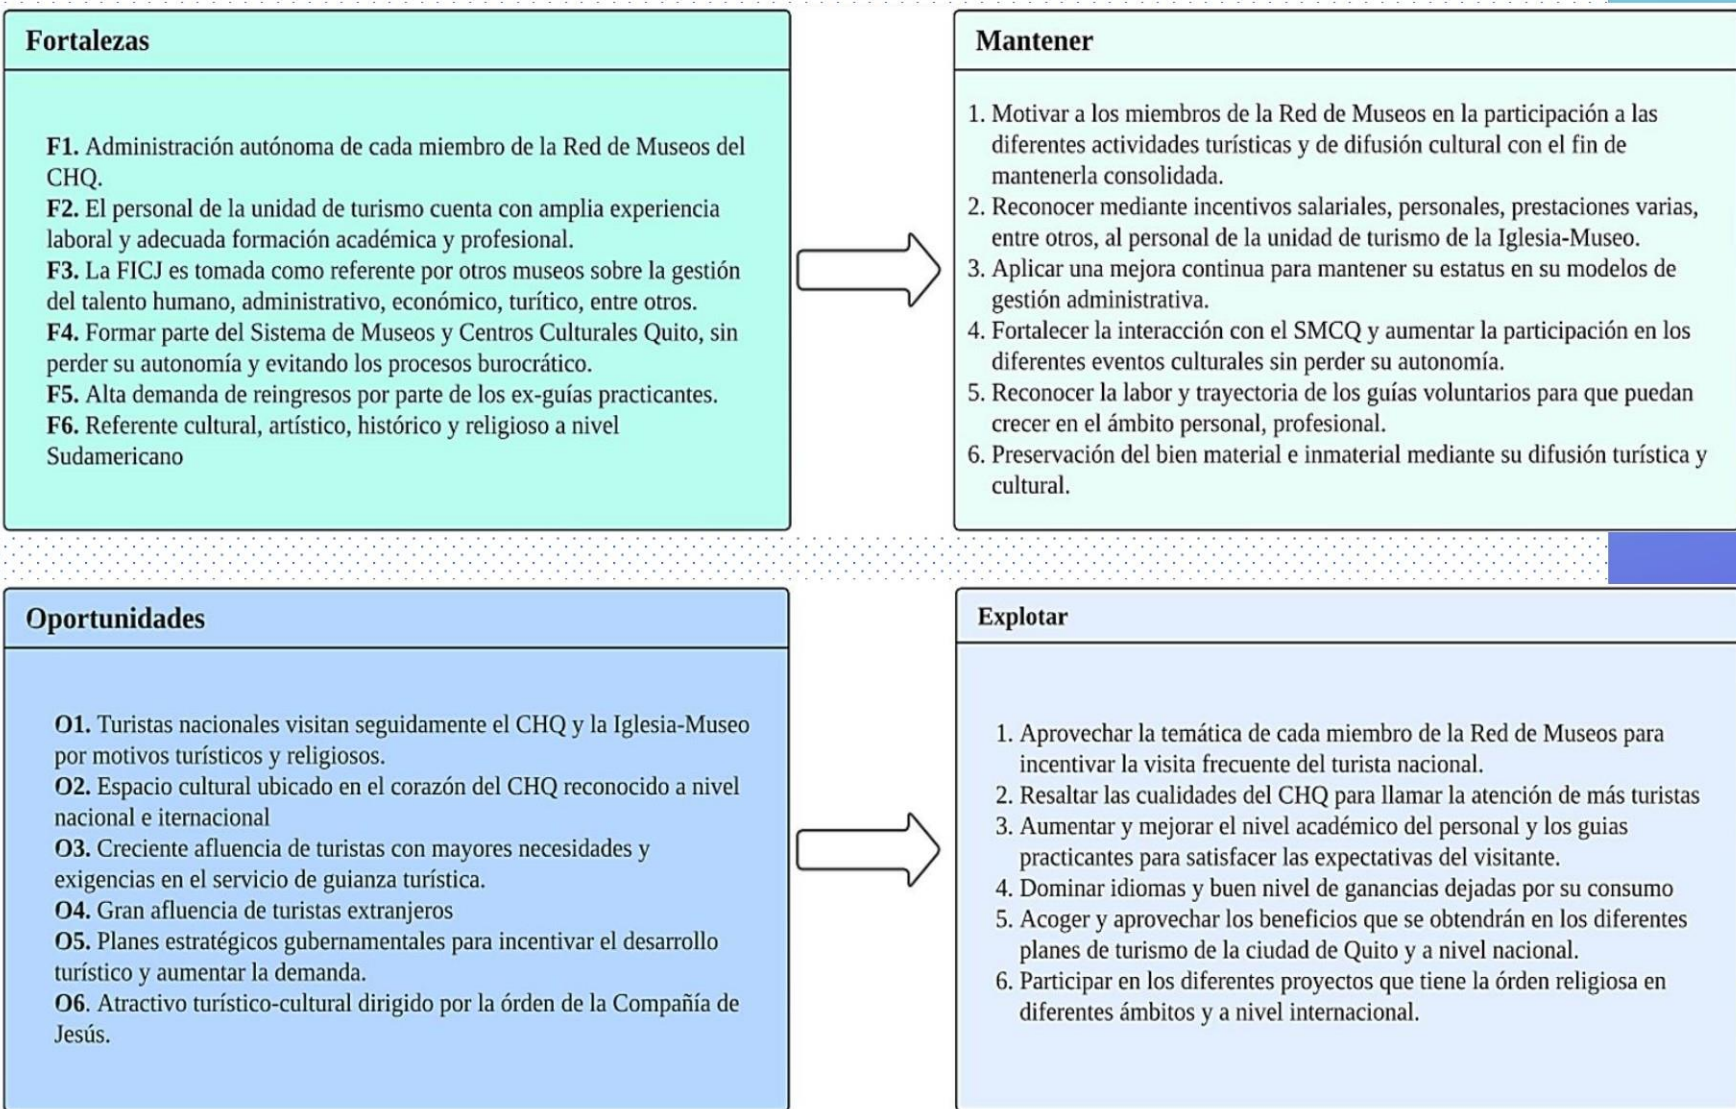 Fortalezas
F1. Administración autónoma de cada miembro de la Red de Museos del
CHQ.
F2. El personal de la unidad de turismo cuenta con amplia experiencia
laboral y adecuada formación académica y profesional.
F3. La FICJ es tomada como referente por otros museos sobre la gestión
del talento humano, administrativo, económico, turítico, entre otros.
F4. Formar parte del Sistema de Museos y Centros Culturales Quito, sin
perder su autonomía y evitando los procesos burocrático.
F5. Alta demanda de reingresos por parte de los ex-guías practicantes.
F6. Referente cultural, artístico, histórico y religioso a nivel
Sudamericano
Mantener
1. Motivar a los miembros de la Red de Museos en la participación a las
diferentes actividades turísticas y de difusión cultural con el fin de
mantenerla consolidada.
2. Reconocer mediante incentivos salariales, personales, prestaciones varias,
entre otros, al personal de la unidad de turismo de la Iglesia-Museo.
3. Aplicar una mejora continua para mantener su estatus en su modelos de
gestión administrativa.
4. Fortalecer la interacción con el SMCQ y aumentar la participación en los
diferentes eventos culturales sin perder su autonomía.
5. Reconocer la labor y trayectoria de los guías voluntarios para que puedan
crecer en el ámbito personal, profesional.
6. Preservación del bien material e inmaterial mediante su difusión turística y
cultural.
Oportunidades
O1. Turistas nacionales visitan seguidamente el CHQ y la Iglesia-Museo
por motivos turísticos y religiosos.
O2. Espacio cultural ubicado en el corazón del CHQ reconocido a nivel
nacional e iternacional
O3. Creciente afluencia de turistas con mayores necesidades y
exigencias en el servicio de guianza turística.
O4. Gran afluencia de turistas extranjeros
O5. Planes estratégicos gubernamentales para incentivar el desarrollo
turístico y aumentar la demanda.
O6. Atractivo turístico-cultural dirigido por la órden de la Compañía de
Jesús.
Explotar
1. Aprovechar la temática de cada miembro de la Red de Museos para
incentivar la visita frecuente del turista nacional.
2. Resaltar las cualidades del CHQ para llamar la atención de más turistas
3. Aumentar y mejorar el nivel académico del personal y los guias
practicantes para satisfacer las expectativas del visitante.
4. Dominar idiomas y buen nivel de ganancias dejadas por su consumo
5. Acoger y aprovechar los beneficios que se obtendrán en los diferentes
planes de turismo de la ciudad de Quito y a nivel nacional.
6. Participar en los diferentes proyectos que tiene la órden religiosa en
diferentes ámbitos y a nivel internacional.